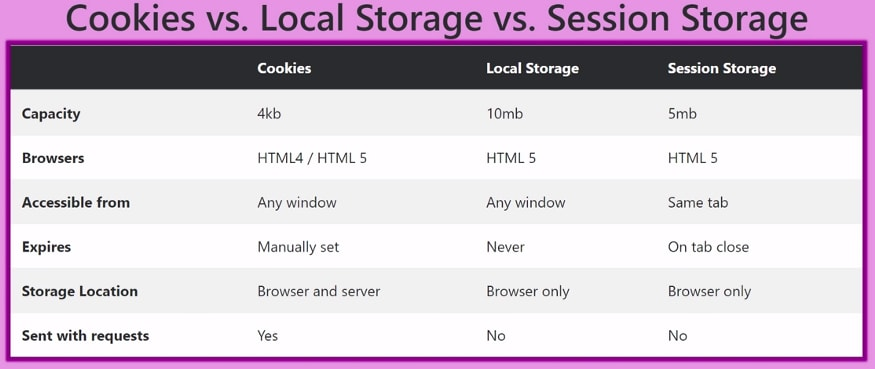 Cookies vs. Local Storage vs. Session Storage
Cookies Local Storage Session Storage
Capacity 4kb 10mb 5mb
Browsers HTML4 / HTML 5 HTML 5 HTML 5
Accessible from Any window Any window Same tab
Expires Manually set Never On tab close
Storage Location Browser and server Browser only Browser only
Sent with requests Yes No No